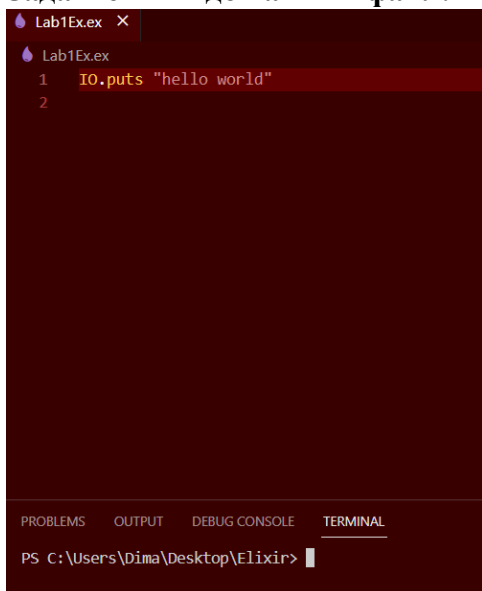 Lab1Ex.ex
Lab1Ex.ex
1 IO.puts "hello world"
2
PROBLEMS OUTPUT DEBUG CONSOLE TERMINAL
PS C:\Users\Dima\Desktop\Elixir>